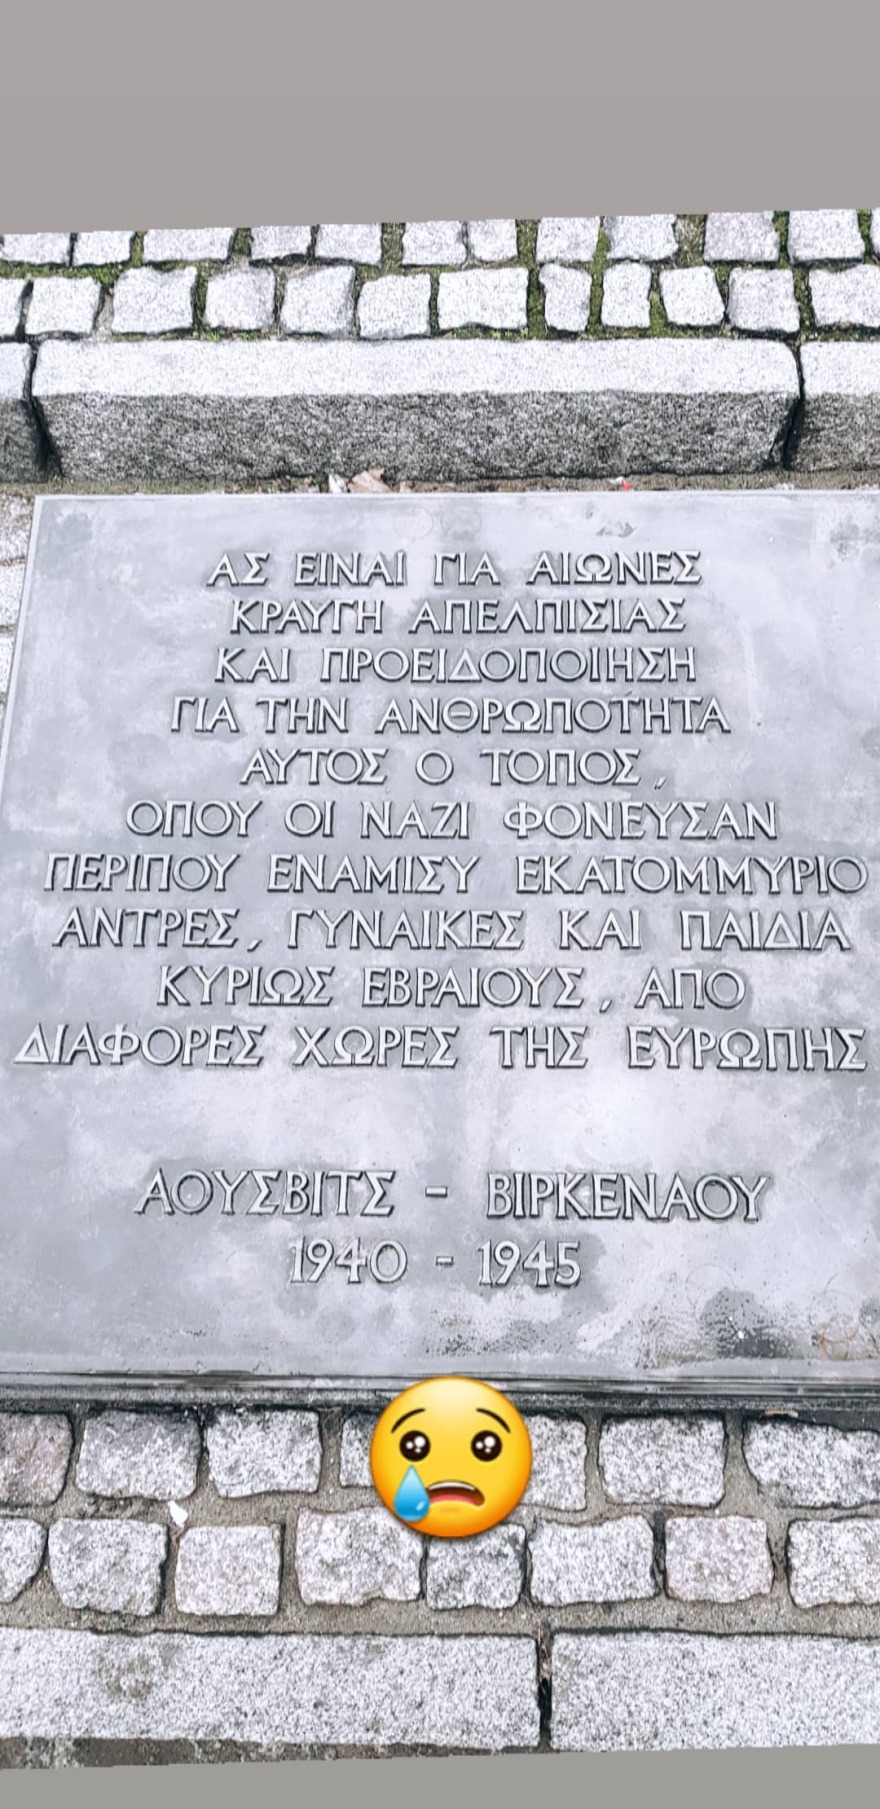 ΑΣ ΕΙΝΑΙ ΓΙΑ ΑΙΩΝΕΣ
ΚΡΑΥΓΗ ΑΠΕΛΠΙΣΙΑΣ
ΚΑΙ ΠΡΟΕΙΔΟΠΟΙΗΣΗ
ΓΙΑ ΤΗΝ ΑΝΘΡΩΠΟΤΗΤΑ
ΑΥΤΟΣ Ο ΤΟΠΟΣ,
ΟΠΟΥ ΟΙ ΝΑΖΙ ΦΟΝΕΥΣΑΝ
ΠΕΡΙΠΟΥ ΕΝΑΜΙΣΥ ΕΚΑΤΟΜΜΥΡΙΟ
ΑΝΤΡΕΣ, ΓΥΝΑΙΚΕΣ ΚΑΙ ΠΑΙΔΙΑ
ΚΥΡΙΩΣ ΕΒΡΑΙΟΥΣ, ΑΠΟ
ΔΙΑΦΟΡΕΣ ΧΩΡΕΣ ΤΗΣ ΕΥΡΩΠΗΣ
ΑΟΥΣΒΙΤΣ - ΒΙΡΚΕΝΑΟΥ
1940 - 1945